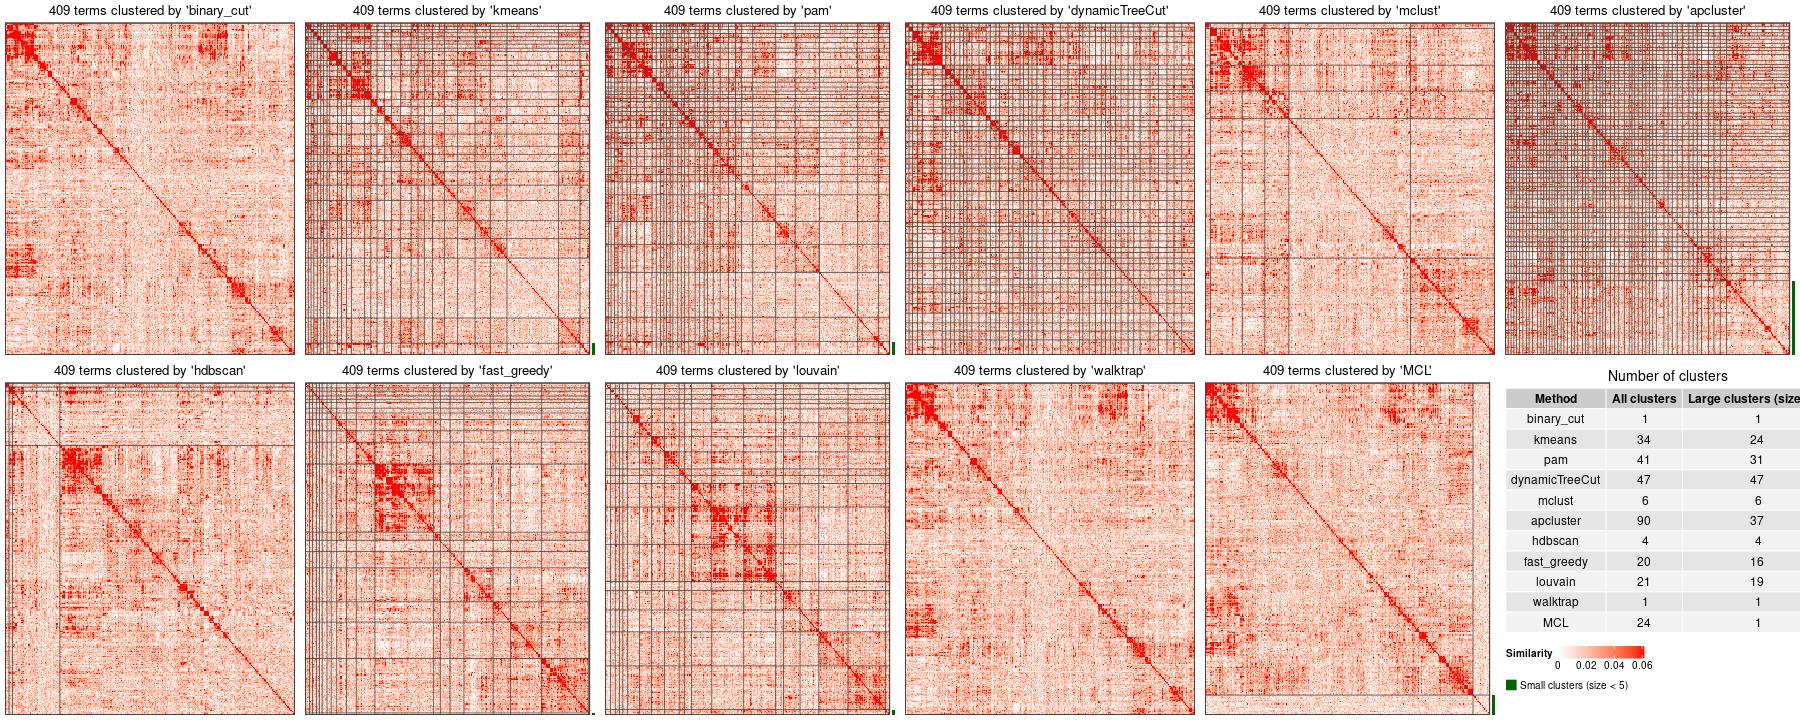 409 terms clustered by 'binary_cut'
409 terms clustered by 'kmeans'
409 terms clustered by 'pam'
409 terms clustered by 'dynamicTreeCut'
409 terms clustered by 'mclust'
409 terms clustered by 'apcluster'
409 terms clustered by 'hdbscan'
409 terms clustered by 'fast_greedy'
409 terms clustered by 'louvain'
409 terms clustered by 'walktrap'
409 terms clustered by 'MCL'
Number of clusters
Method All clusters Large clusters (size
binary_cut 1 1
kmeans 34 24
pam 41 31
dynamicTreeCut 47 47
mclust 6 6
apcluster 90 37
hdbscan 4 4
fast_greedy 20 16
louvain 21 19
walktrap 1 1
MCL 24 1
Similarity
0 0.02 0.04 0.06
Small clusters (size < 5)